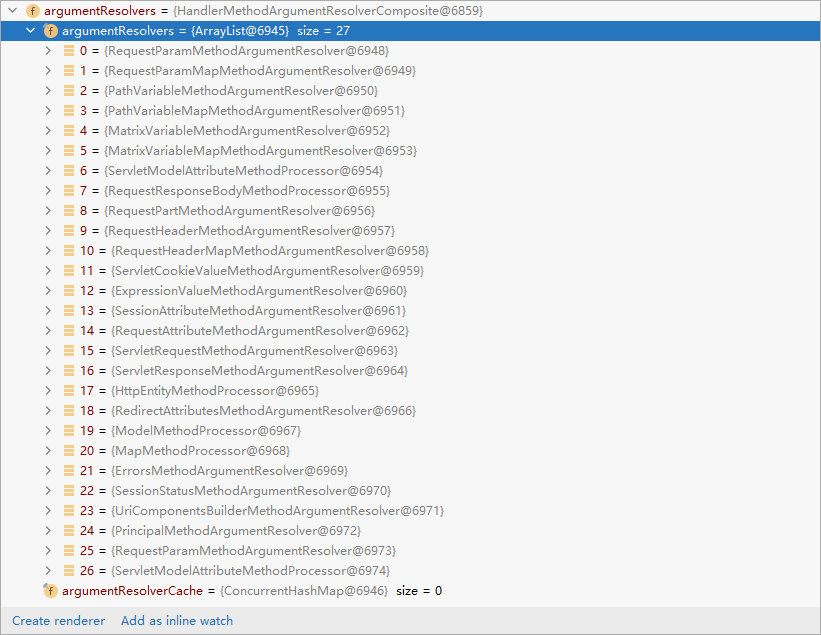 argumentResolvers = {HandlerMethodArgumentResolverComposite@6859}
argumentResolvers = {ArrayList@6945} size = 27
0 = {RequestParamMethodArgumentResolver@6948}
1 = {RequestParamMapMethodArgumentResolver@6949}
2 = {PathVariableMethodArgumentResolver@6950}
3 = {PathVariableMapMethodArgumentResolver@6951}
4 = {MatrixVariableMethodArgumentResolver@6952}
5 = {MatrixVariableMapMethodArgumentResolver@6953}
6 = {ServletModelAttributeMethodProcessor@6954}
7 = {RequestResponseBodyMethodProcessor@6955}
8 = {RequestPartMethodArgumentResolver@6956}
9 = {RequestHeaderMethodArgumentResolver@6957}
10 = {RequestHeaderMapMethodArgumentResolver@6958}
11 = {ServletCookieValueMethodArgumentResolver@6959}
12 = {ExpressionValueMethodArgumentResolver@6960}
13 = {SessionAttributeMethodArgumentResolver@6961}
14 = {RequestAttributeMethodArgumentResolver@6962}
15 = {ServletRequestMethodArgumentResolver@6963}
16 = {ServletResponseMethodArgumentResolver@6964}
17 = {HttpEntityMethodProcessor@6965}
18 = {RedirectAttributesMethodArgumentResolver@6966}
19 = {ModelMethodProcessor@6967}
20 = {MapMethodProcessor@6968}
21 = {ErrorsMethodArgumentResolver@6969}
22 = {SessionStatusMethodArgumentResolver@6970}
23 = {UriComponentsBuilderMethodArgumentResolver@6971}
24 = {PrincipalMethodArgumentResolver@6972}
25 = {RequestParamMethodArgumentResolver@6973}
26 = {ServletModelAttributeMethodProcessor@6974}
argumentResolverCache = {ConcurrentHashMap@6946} size = 0
Create renderer Add as inline watch